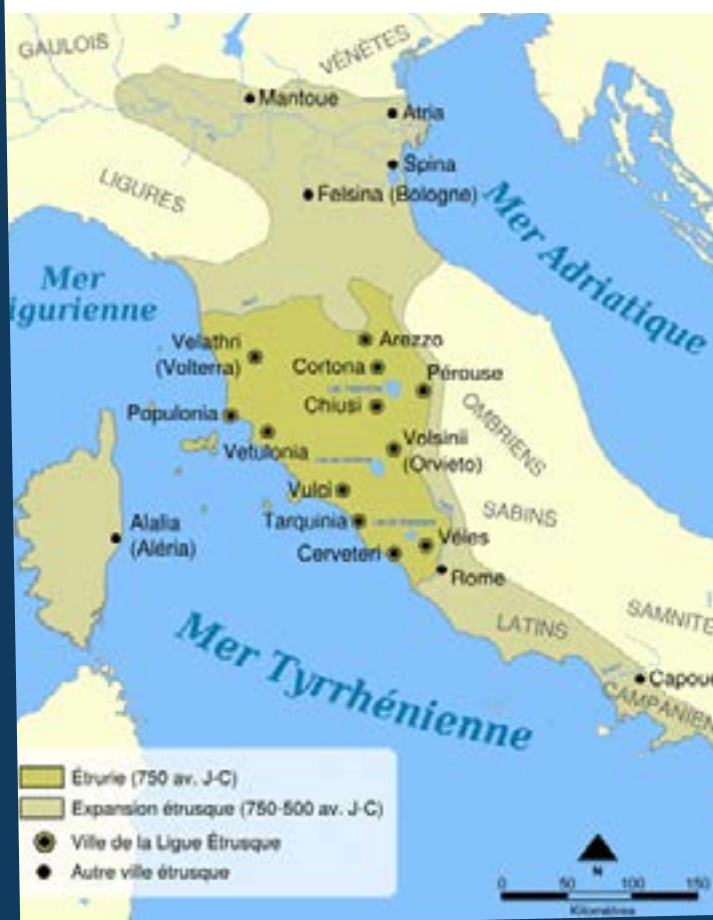 GAULOIS
VÉNÈTES
Mantoue
Atria
Spina
LIGURES
Felsina (Bologne)
Mer Adriatique
Mer
igurienne
Velathri
(Volterra)
Arezzo
Cortona
Pérouse
Chiusi
OMBRIENS
Populonia
Vetulonia
Volsinii
(Orvieto)
Vulci
SABINS
Tarquinia
Alalia
(Aléria)
Véies
Cerveteri
Rome
LATINS
SAMNITE
Mer Tyrrhénienne
Capoue
CAMPANIEN
Étrurie (750 av. J-C)
Expansion étrusque (750-500 av. J-C)
Ville de la Ligue Étrusque
Autre ville étrusque
N
0 50 100 150
Kilomètres